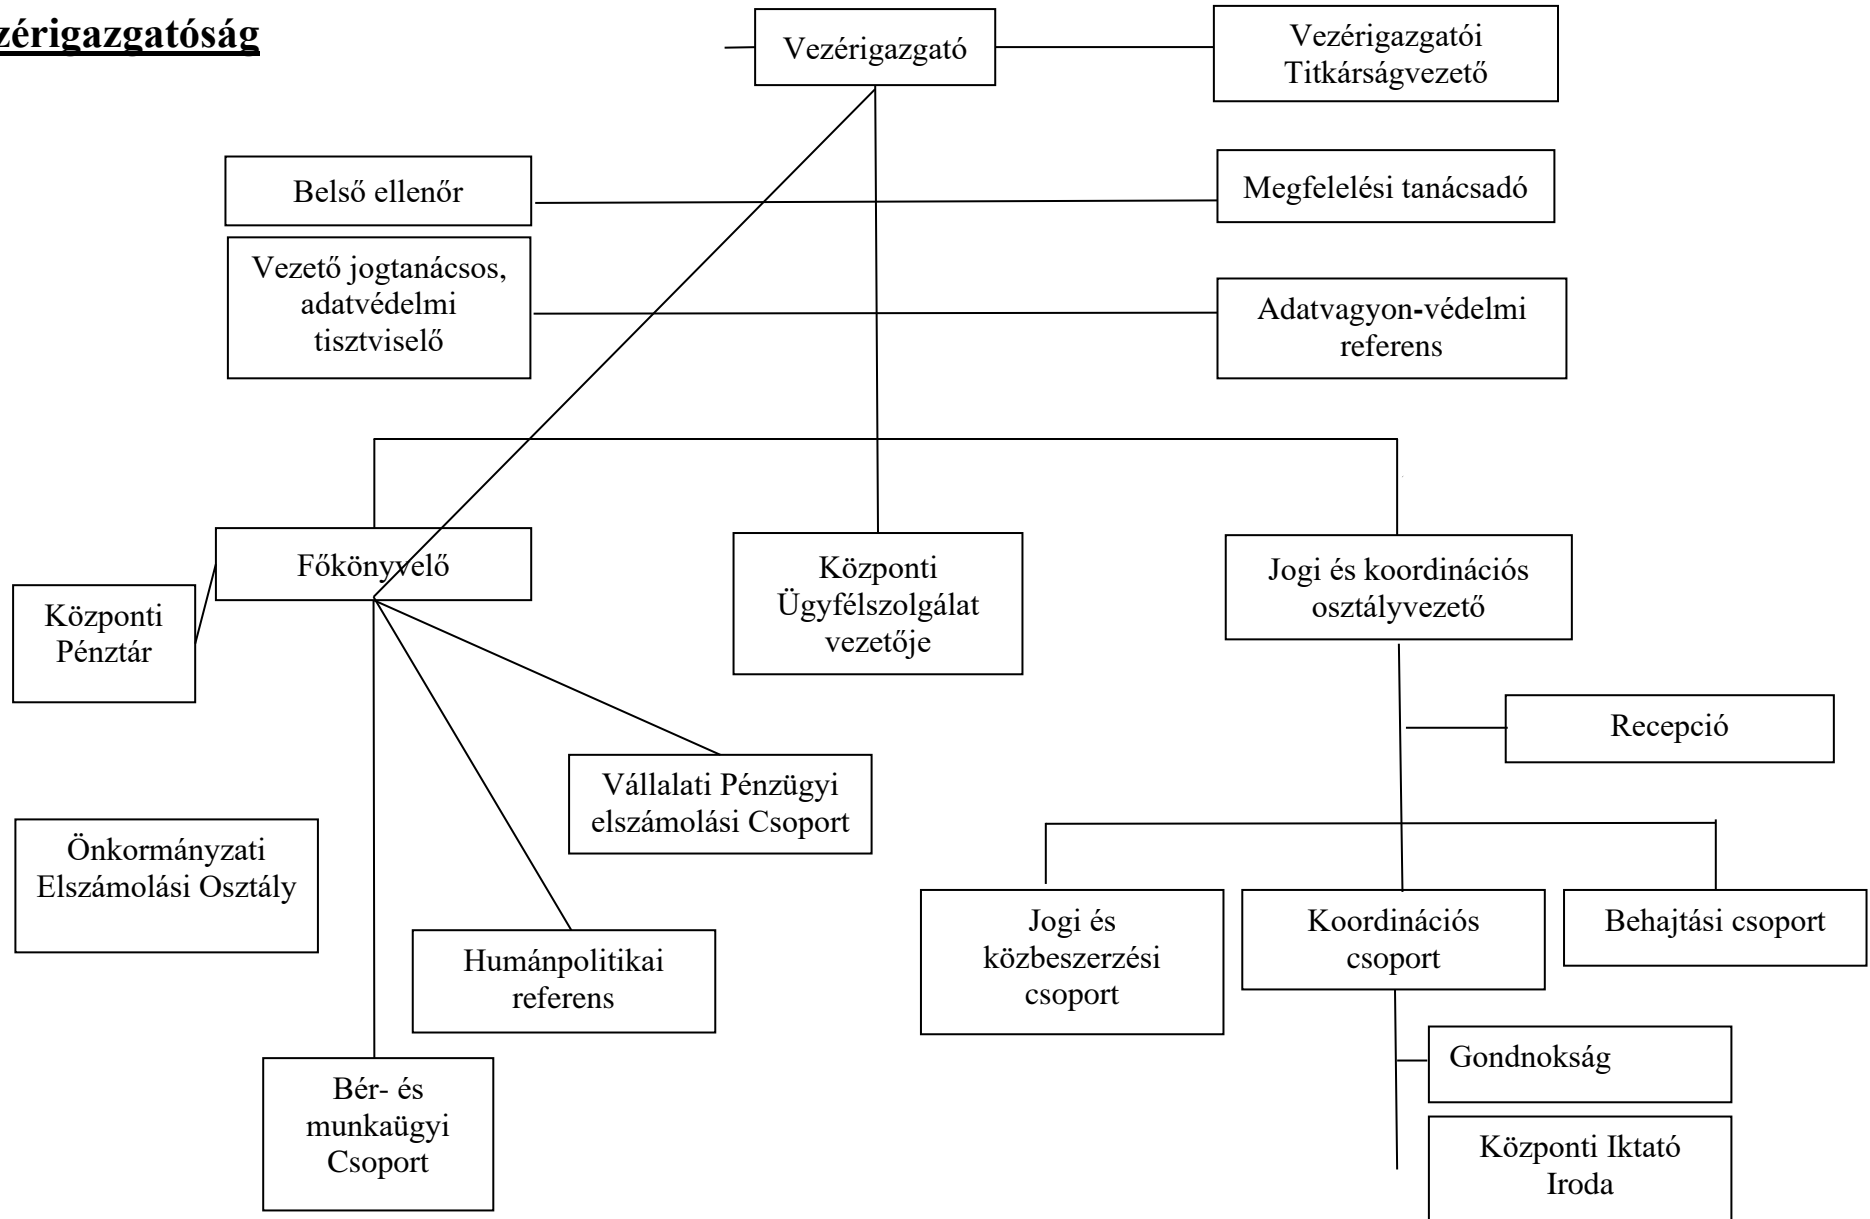 zérigazgatóság
Vezérigazgató
Vezérigazgatói
Titkárságvezető
Belső ellenőr
Megfelelési tanácsadó
Vezető jogtanácsos,
adatvédelmi
tisztviselő
Adatvagyon-védelmi
referens
Főkönyvelő
Központi
Pénztár
Központi
Ügyfélszolgálat
vezetője
Jogi és koordinációs
osztályvezető
Recepció
Vállalati Pénzügyi
elszámolási Csoport
Önkormányzati
Elszámolási Osztály
Humánpolitikai
referens
Jogi és
közbeszerzési
csoport
Koordinációs
csoport
Behajtási csoport
Bér- és
munkaügyi
Csoport
Gondnokság
Központi Iktató
Iroda